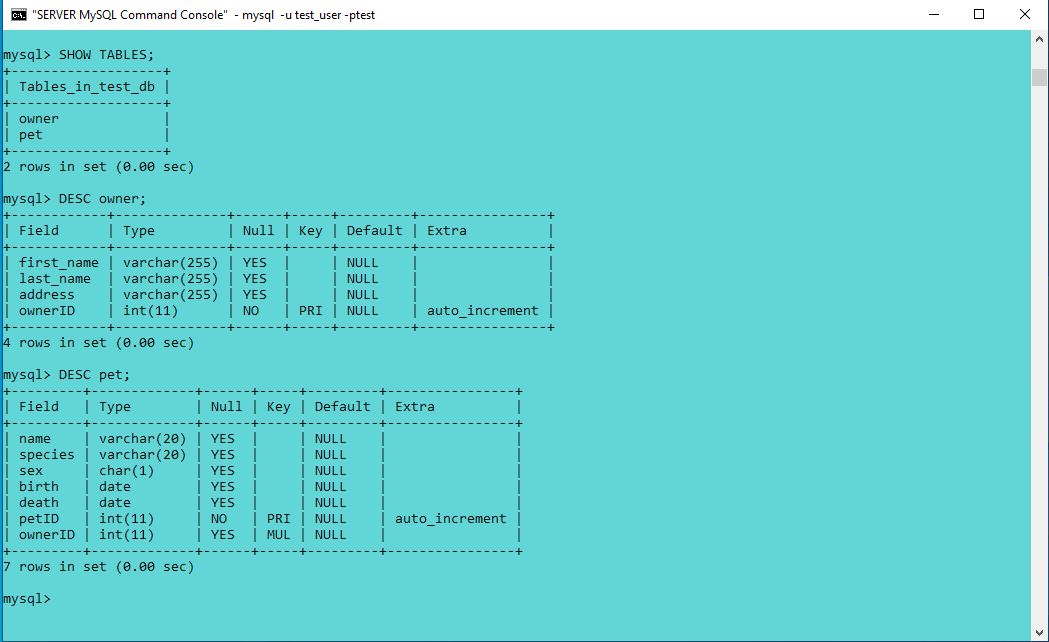 "SERVER MySQL Command Console" - mysql -u test_user -ptest
mysql> SHOW TABLES;
+-------------------+
| Tables_in_test_db |
+-------------------+
| owner             |
| pet               |
+-------------------+
2 rows in set (0.00 sec)
mysql> DESC owner;
+------------+--------------+------+-----+---------+----------------+
| Field      | Type         | Null | Key | Default | Extra          |
+------------+--------------+------+-----+---------+----------------+
| first_name | varchar(255) | YES  |     | NULL    |                |
| last_name  | varchar(255) | YES  |     | NULL    |                |
| address    | varchar(255) | YES  |     | NULL    |                |
| ownerID    | int(11)      | NO   | PRI | NULL    | auto_increment |
+------------+--------------+------+-----+---------+----------------+
4 rows in set (0.00 sec)
mysql> DESC pet;
+---------+-------------+------+-----+---------+----------------+
| Field   | Type        | Null | Key | Default | Extra          |
+---------+-------------+------+-----+---------+----------------+
| name    | varchar(20) | YES  |     | NULL    |                |
| species | varchar(20) | YES  |     | NULL    |                |
| sex     | char(1)     | YES  |     | NULL    |                |
| birth   | date        | YES  |     | NULL    |                |
| death   | date        | YES  |     | NULL    |                |
| petID   | int(11)     | NO   | PRI | NULL    | auto_increment |
| ownerID | int(11)     | YES  | MUL | NULL    |                |
+---------+-------------+------+-----+---------+----------------+
7 rows in set (0.00 sec)
mysql>